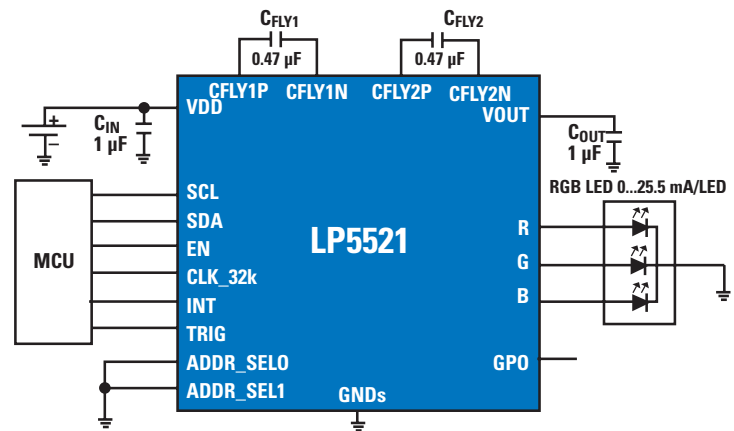 CFLY1
0.47 µF
CFLY2
0.47 µF
CFLY1P CFLY1N CFLY2P CFLY2N
VDD
VOUT
+
–
CIN
1 µF
COUT
1 µF
RGB LED 0...25.5 mA/LED
MCU
SCL
SDA
EN
CLK_32k
INT
TRIG
ADDR_SEL0
ADDR_SEL1
LP5521
R
G
B
GPO
GNDs